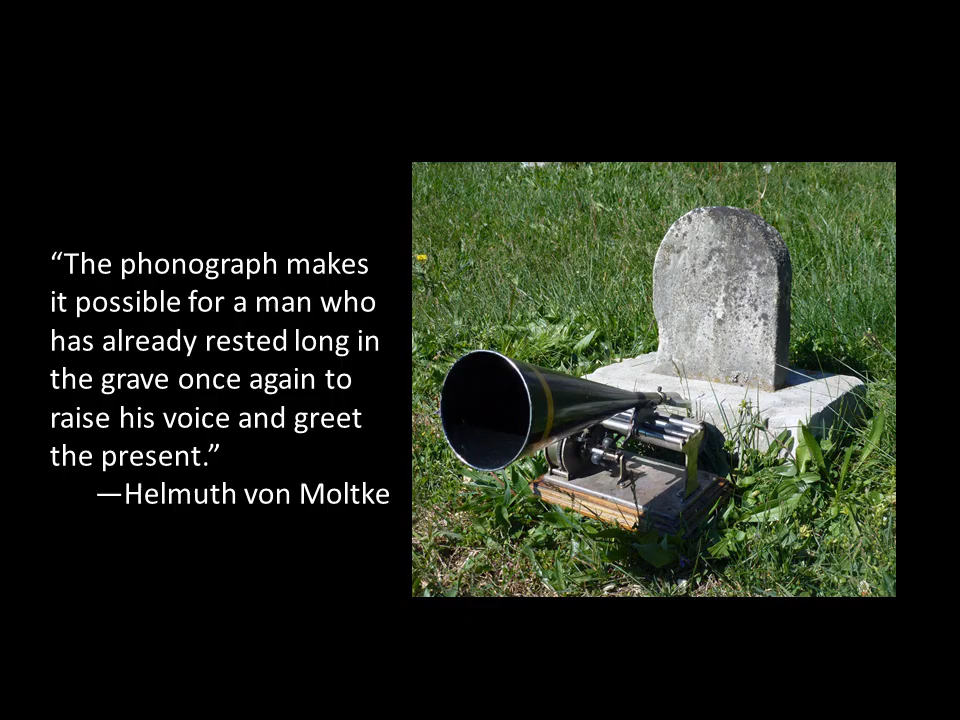 “The phonograph makes
it possible for a man who
has already rested long in
the grave once again to
raise his voice and greet
the present.”
—Helmuth von Moltke